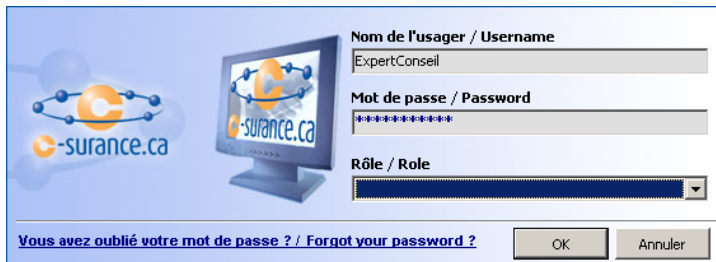 Nom de l'usager / Username
ExpertConseil
Mot de passe / Password
***********
Rôle / Role
c-surance.ca
c-surance.ca
Vous avez oublié votre mot de passe ? / Forgot your password ?
OK
Annuler